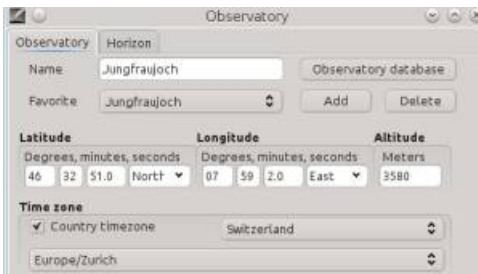 Observatory
Observatory Horizon
Name Jungfraujoch Observatory database
Favorite Jungfraujoch Add Delete
Latitude Longitude Altitude
Degrees, minutes, seconds Degrees, minutes, seconds Meters
46 32 51.0 North 07 59 2.0 East 3580
Time zone
Country timezone Switzerland
Europe/Zurich